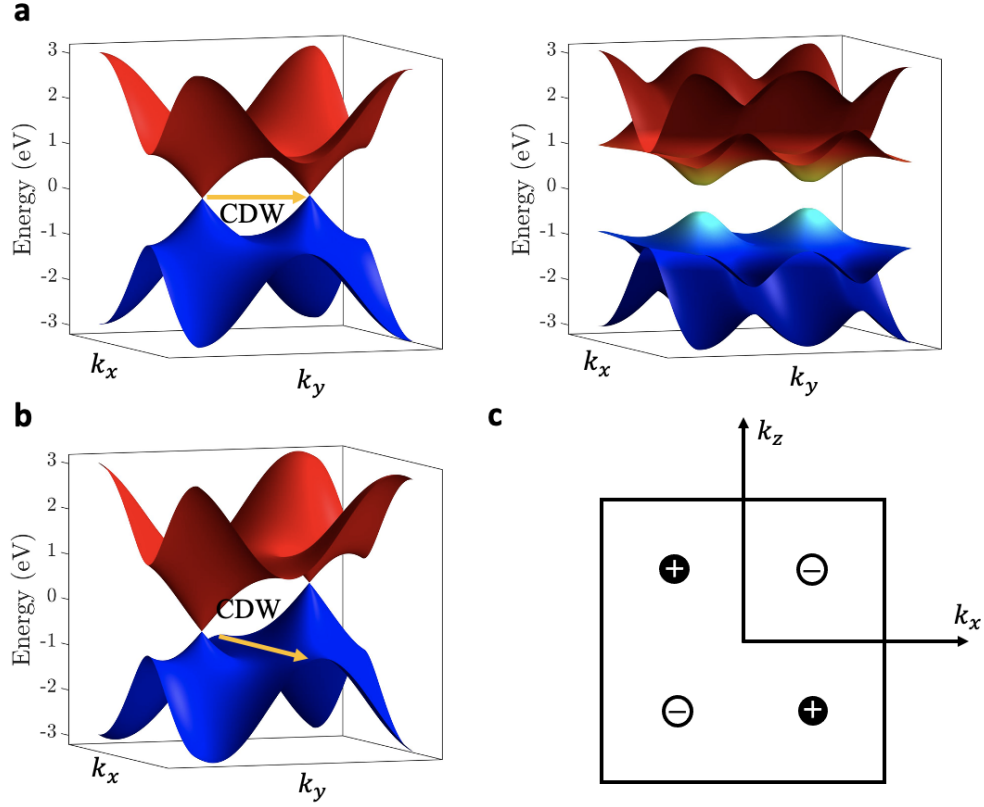 a
3
2
1
0
-1
-2
-3
Energy (eV)
CDW
k_x
k_y
3
2
1
0
-1
-2
-3
Energy (eV)
k_x
k_y
b
3
2
1
0
-1
-2
-3
Energy (eV)
CDW
k_x
k_y
c
k_z
k_x
+
−
−
+